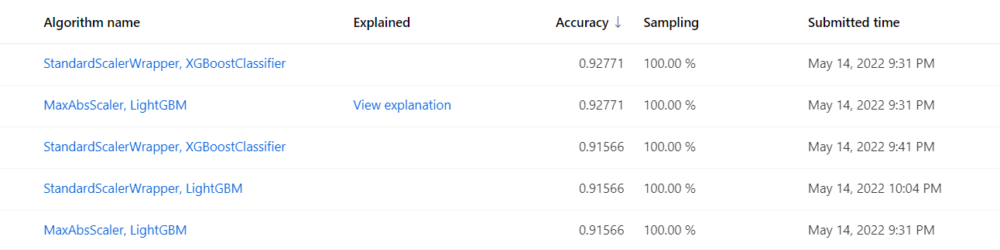 Algorithm name Explained Accuracy ↓ Sampling Submitted time
StandardScalerWrapper, XGBoostClassifier 0.92771 100.00 % May 14, 2022 9:31 PM
MaxAbsScaler, LightGBM View explanation 0.92771 100.00 % May 14, 2022 9:31 PM
StandardScalerWrapper, XGBoostClassifier 0.91566 100.00 % May 14, 2022 9:41 PM
StandardScalerWrapper, LightGBM 0.91566 100.00 % May 14, 2022 10:04 PM
MaxAbsScaler, LightGBM 0.91566 100.00 % May 14, 2022 9:31 PM